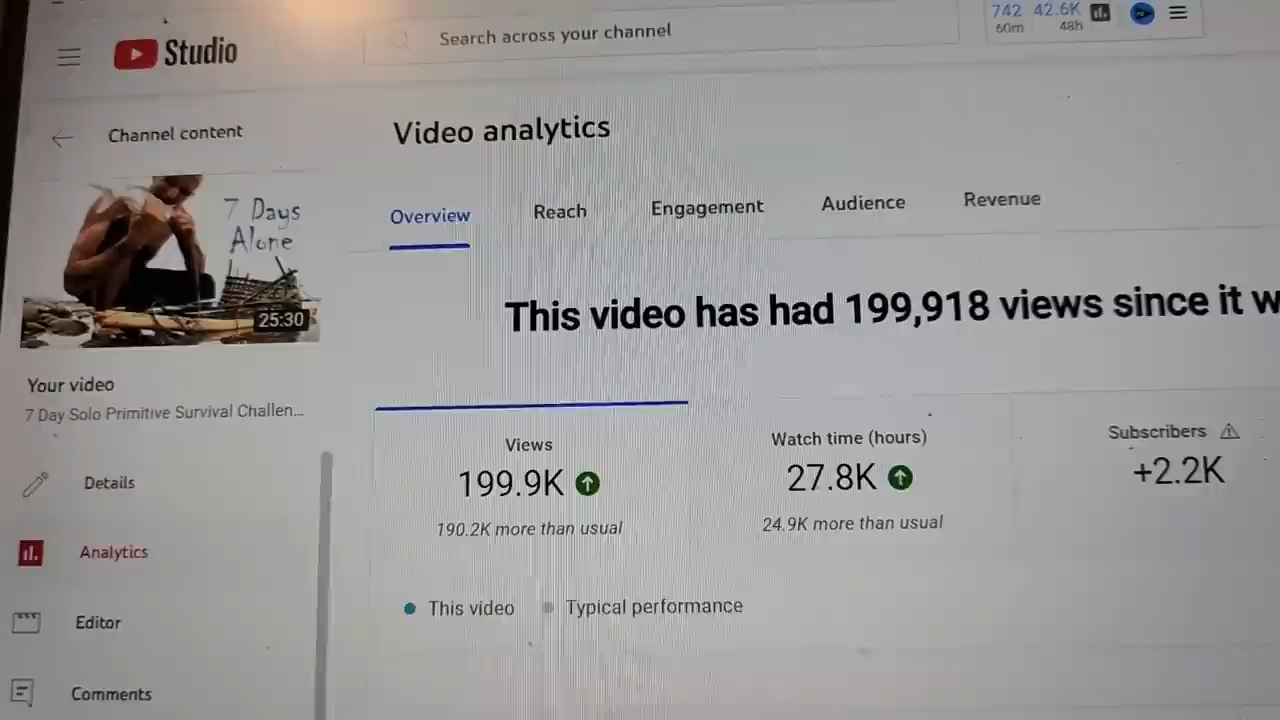 742 42.6K
60m 48h
Studio
Search across your channel
Channel content
Video analytics
7 Days
Alone
25:30
Overview Reach Engagement Audience Revenue
This video has had 199,918 views since it w
Your video
7 Day Solo Primitive Survival Challen...
Views
199.9K
190.2K more than usual
Watch time (hours)
27.8K
24.9K more than usual
Subscribers
+2.2K
Details
Analytics
Editor
Comments
This video Typical performance